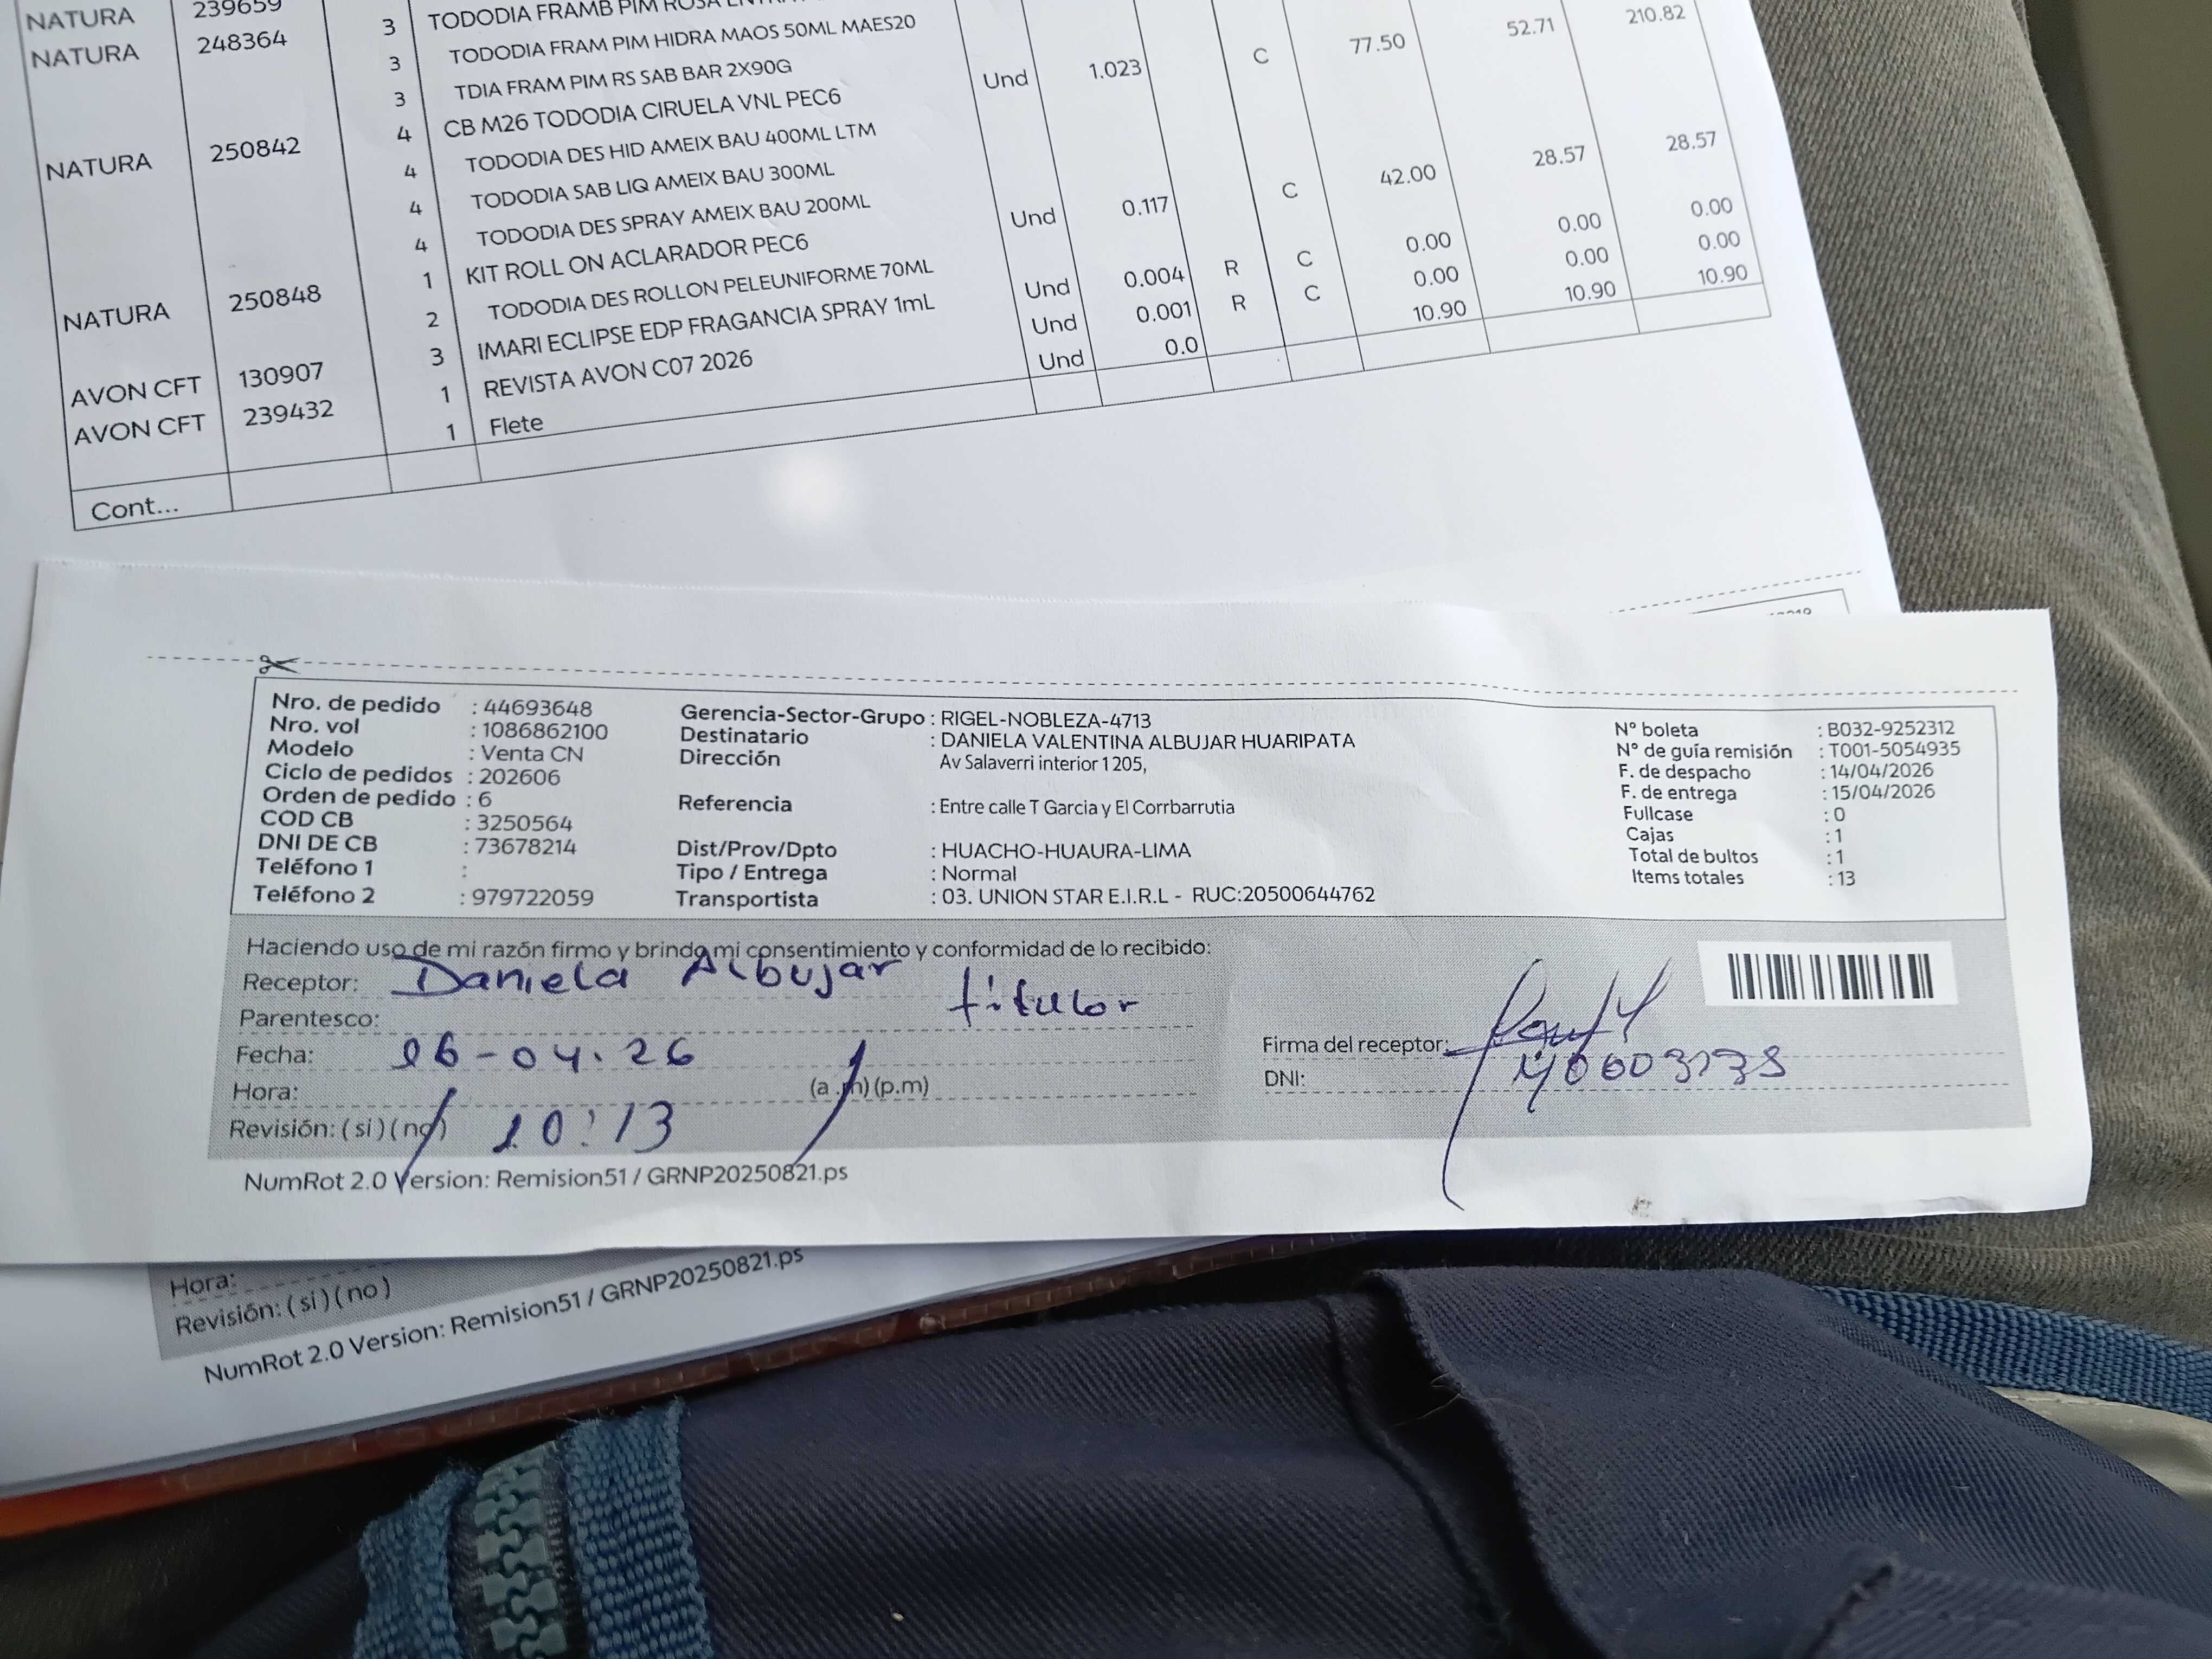 NATURA 239659 3 TODODIA FRAMB PIM ROSA
NATURA 248364 3 TODODIA FRAM PIM HIDRA MAOS 50ML MAES20
3 TDIA FRAM PIM RS SAB BAR 2X90G
NATURA 250842 4 CB M26 TODODIA CIRUELA VNL PEC6 Und 1.023 C 77.50 52.71 210.82
4 TODODIA DES HID AMEIX BAU 400ML LTM
4 TODODIA SAB LIQ AMEIX BAU 300ML
4 TODODIA DES SPRAY AMEIX BAU 200ML
NATURA 250848 1 KIT ROLL ON ACLARADOR PEC6 Und 0.117 C 42.00 28.57 28.57
2 TODODIA DES ROLLON PELEUNIFORME 70ML
AVON CFT 130907 3 IMARI ECLIPSE EDP FRAGANCIA SPRAY 1mL Und 0.004 R C 0.00 0.00 0.00
AVON CFT 239432 1 REVISTA AVON C07 2026 Und 0.001 R C 0.00 0.00 0.00
1 Flete Und 0.0 10.90 10.90 10.90
Cont...
Nro. de pedido : 44693648
Nro. vol : 1086862100
Modelo : Venta CN
Ciclo de pedidos : 202606
Orden de pedido : 6
COD CB : 3250564
DNI DE CB : 73678214
Teléfono 1 :
Teléfono 2 : 979722059
Gerencia-Sector-Grupo : RIGEL-NOBLEZA-4713
Destinatario : DANIELA VALENTINA ALBUJAR HUARIPATA
Dirección Av Salaverri interior 1 205,
Referencia : Entre calle T Garcia y El Corrbarrutia
Dist/Prov/Dpto : HUACHO-HUAURA-LIMA
Tipo / Entrega : Normal
Transportista : 03. UNION STAR E.I.R.L - RUC:20500644762
N° boleta : B032-9252312
N° de guía remisión : T001-5054935
F. de despacho : 14/04/2026
F. de entrega : 15/04/2026
Fullcase : 0
Cajas : 1
Total de bultos : 1
Items totales : 13
Haciendo uso de mi razón firmo y brindo mi consentimiento y conformidad de lo recibido:
Receptor: Daniela Albujar
Parentesco: titular
Fecha: 16-04.26
Hora: (a.m) (p.m)
Revisión: (si) (no) 10:13
Firma del receptor:
DNI:
NumRot 2.0 Version: Remision51 / GRNP20250821.ps
Hora:
Revisión: (si) (no)
NumRot 2.0 Version: Remision51 / GRNP20250821.ps